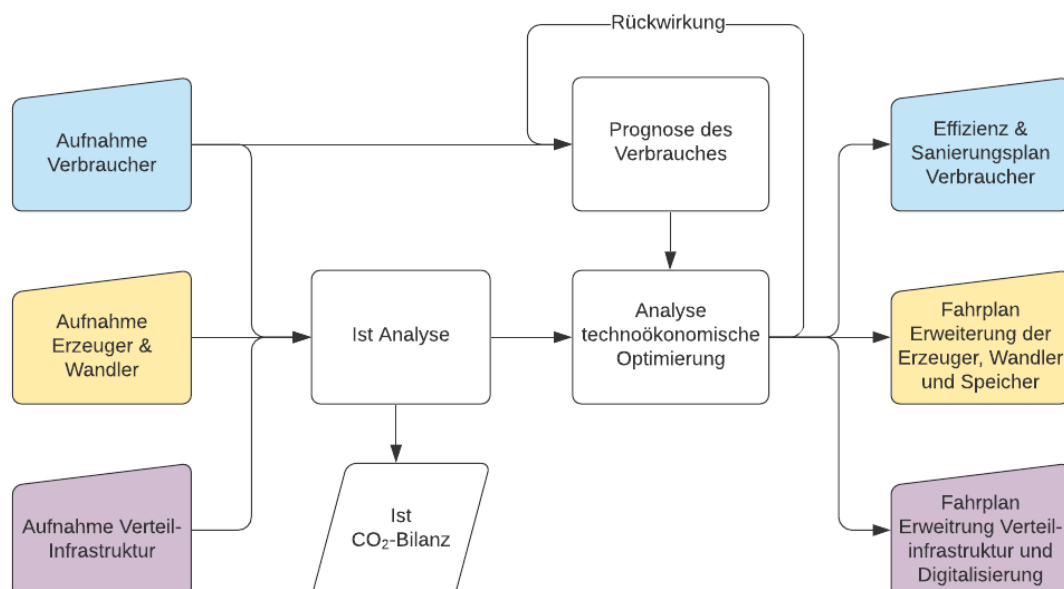 Rückwirkung
Aufnahme
Verbraucher
Prognose des
Verbrauches
Effizienz &
Sanierungsplan
Verbraucher
Aufnahme
Erzeuger &
Wandler
Ist Analyse
Analyse
technoökonomische
Optimierung
Fahrplan
Erweiterung der
Erzeuger, Wandler
und Speicher
Aufnahme Verteil-
Infrastruktur
Ist
CO₂-Bilanz
Fahrplan
Erweitrung Verteil-
infrastruktur und
Digitalisierung